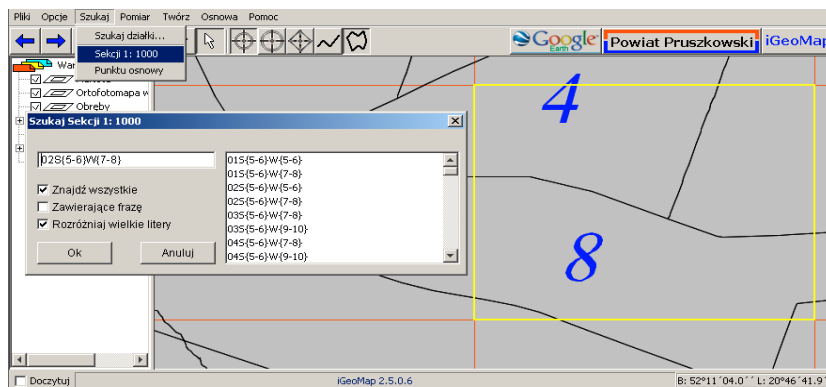 Pliki Edycja Szukaj Pomiar Twórz Osnowa Pomoc
Szukaj działki...
Sekcji 1: 1000
Punktu osnowy
Google Earth
Powiat Pruszkowski
iGeoMap
War
Ortofotomapa w
Obręby
Szukaj Sekcji 1: 1000
02S{5-6}W{7-8}
Znajdź wszystkie
Zawierające frazę
Rozróżniaj wielkie litery
Ok Anuluj
01S{5-6}W{5-6}
01S{5-6}W{7-8}
02S{5-6}W{5-6}
02S{5-6}W{7-8}
03S{5-6}W{7-8}
03S{5-6}W{9-10}
04S{5-6}W{7-8}
04S{5-6}W{9-10}
4
8
Doczytuj
iGeoMap 2.5.0.6
B: 52°11´04.0´´ L: 20°46´41.9